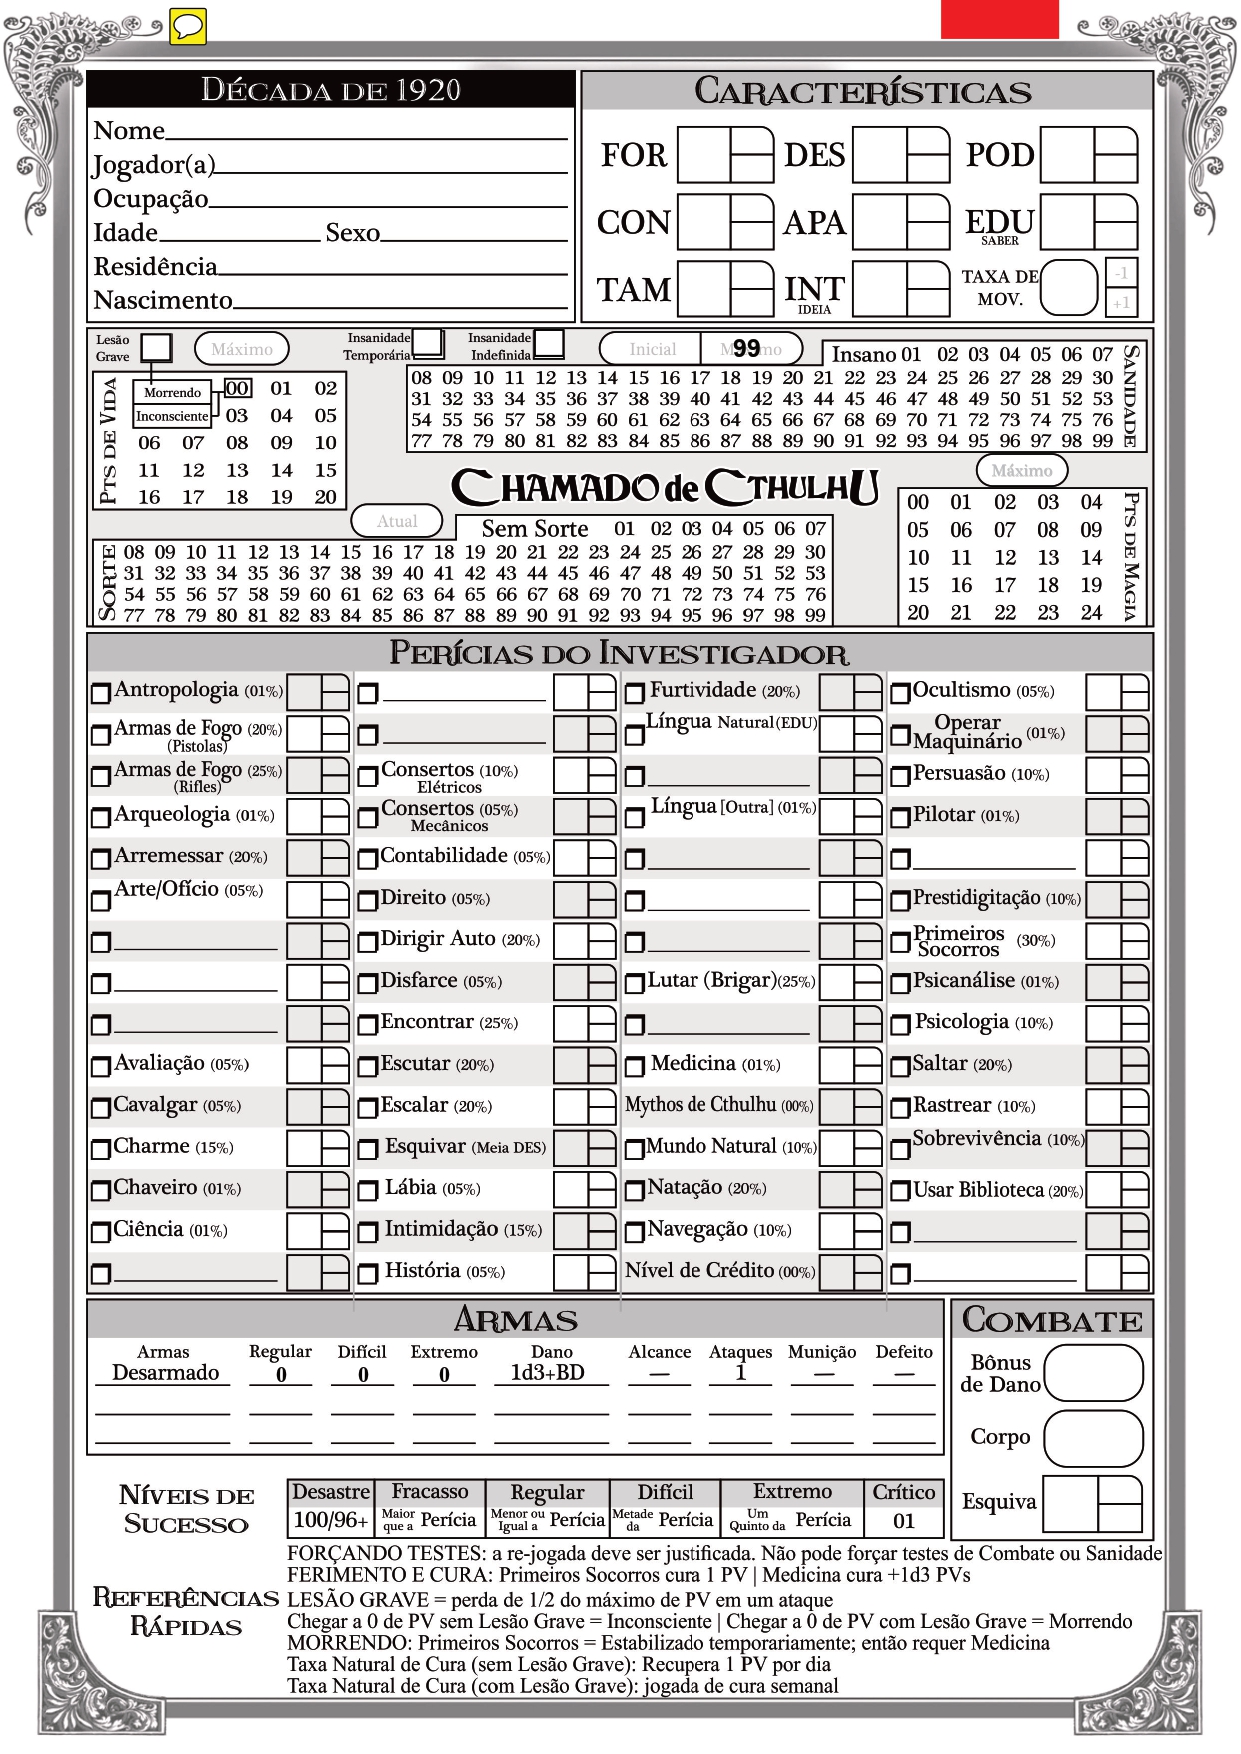 DÉCADA DE 1920
Nome
Jogador(a)
Ocupação
Idade Sexo
Residência
Nascimento
CARACTERÍSTICAS
FOR DES POD
CON APA EDU
SABER
TAM INT TAXA DE MOV. -1 +1
IDEIA
Lesão Grave
Máximo
Insanidade Temporária
Insanidade Indefinida
Inicial
99
PTS DE VIDA
Morrendo 00 01 02
Inconsciente 03 04 05
06 07 08 09 10
11 12 13 14 15
16 17 18 19 20
Insano 01 02 03 04 05 06 07
08 09 10 11 12 13 14 15 16 17 18 19 20 21 22 23 24 25 26 27 28 29 30
31 32 33 34 35 36 37 38 39 40 41 42 43 44 45 46 47 48 49 50 51 52 53
54 55 56 57 58 59 60 61 62 63 64 65 66 67 68 69 70 71 72 73 74 75 76
77 78 79 80 81 82 83 84 85 86 87 88 89 90 91 92 93 94 95 96 97 98 99
SANIDADE
CHAMADO de CTHULHU
Máximo
00 01 02 03 04
05 06 07 08 09
10 11 12 13 14
15 16 17 18 19
20 21 22 23 24
PTS DE MAGIA
Atual
SORTE
Sem Sorte 01 02 03 04 05 06 07
08 09 10 11 12 13 14 15 16 17 18 19 20 21 22 23 24 25 26 27 28 29 30
31 32 33 34 35 36 37 38 39 40 41 42 43 44 45 46 47 48 49 50 51 52 53
54 55 56 57 58 59 60 61 62 63 64 65 66 67 68 69 70 71 72 73 74 75 76
77 78 79 80 81 82 83 84 85 86 87 88 89 90 91 92 93 94 95 96 97 98 99
PERÍCIAS DO INVESTIGADOR
Antropologia (01%)
Armas de Fogo (20%)
(Pistolas)
Armas de Fogo (25%)
(Rifles)
Arqueologia (01%)
Arremessar (20%)
Arte/Ofício (05%)
Avaliação (05%)
Cavalgar (05%)
Charme (15%)
Chaveiro (01%)
Ciência (01%)
Consertos (10%)
Elétricos
Consertos (05%)
Mecânicos
Contabilidade (05%)
Direito (05%)
Dirigir Auto (20%)
Disfarce (05%)
Encontrar (25%)
Escutar (20%)
Escalar (20%)
Esquivar (Meia DES)
Lábia (05%)
Intimidação (15%)
História (05%)
Furtividade (20%)
Língua Natural (EDU)
Língua [Outra] (01%)
Lutar (Brigar) (25%)
Medicina (01%)
Mythos de Cthulhu (00%)
Mundo Natural (10%)
Natação (20%)
Navegação (10%)
Nível de Crédito (00%)
Ocultismo (05%)
Operar Maquinário (01%)
Persuasão (10%)
Pilotar (01%)
Prestidigitação (10%)
Primeiros Socorros (30%)
Psicanálise (01%)
Psicologia (10%)
Saltar (20%)
Rastrear (10%)
Sobrevivência (10%)
Usar Biblioteca (20%)
ARMAS
Armas Regular Difícil Extremo Dano Alcance Ataques Munição Defeito
Desarmado 0 0 0 1d3+BD — 1 — —
COMBATE
Bônus de Dano
Corpo
Esquiva
NÍVEIS DE SUCESSO
Desastre Fracasso Regular Difícil Extremo Crítico
100/96+ Maior que a Perícia Menor ou Igual a Perícia Metade da Perícia Um Quinto da Perícia 01
REFERÊNCIAS RÁPIDAS
FORÇANDO TESTES: a re-jogada deve ser justificada. Não pode forçar testes de Combate ou Sanidade
FERIMENTO E CURA: Primeiros Socorros cura 1 PV | Medicina cura +1d3 PVs
LESÃO GRAVE = perda de 1/2 do máximo de PV em um ataque
Chegar a 0 de PV sem Lesão Grave = Inconsciente | Chegar a 0 de PV com Lesão Grave = Morrendo
MORRENDO: Primeiros Socorros = Estabilizado temporariamente; então requer Medicina
Taxa Natural de Cura (sem Lesão Grave): Recupera 1 PV por dia
Taxa Natural de Cura (com Lesão Grave): jogada de cura semanal